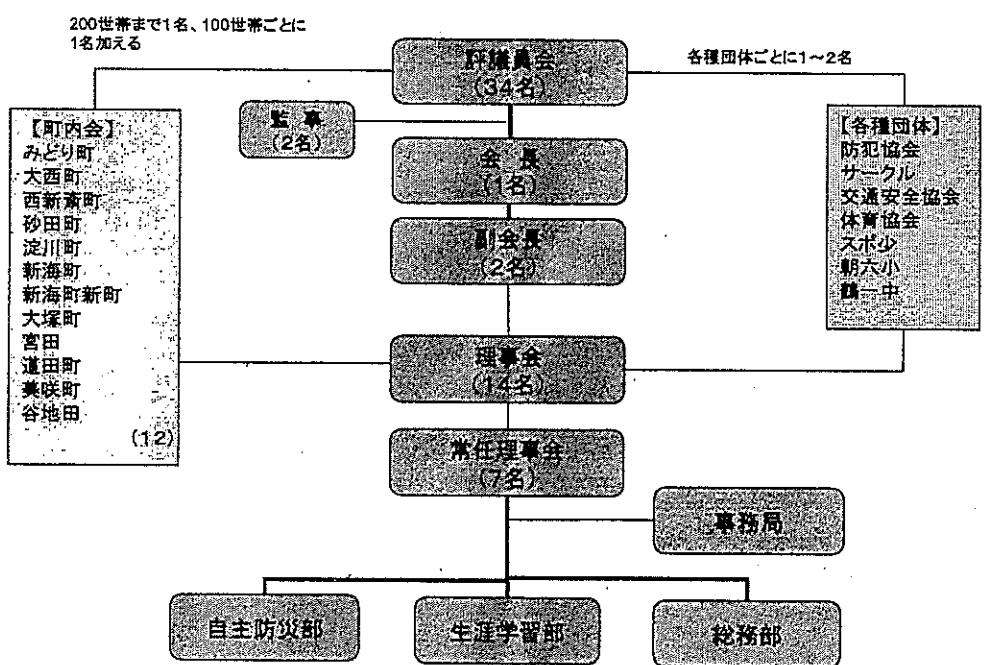 200世帯まで1名、100世帯ごとに
1名加える
評議員会
(34名)
各種団体ごとに1～2名
監事
(2名)
会長
(1名)
副会長
(2名)
【町内会】
みどり町
大西町
西新斎町
砂田町
淀川町
新海町
新海町新町
大塚町
宮田
道田町
美咲町
谷地田
(12)
【各種団体】
防犯協会
サークル
交通安全協会
体育協会
スポ少
朝六小
鶴一中
理事会
(14名)
常任理事会
(7名)
事務局
自主防災部
生涯学習部
総務部